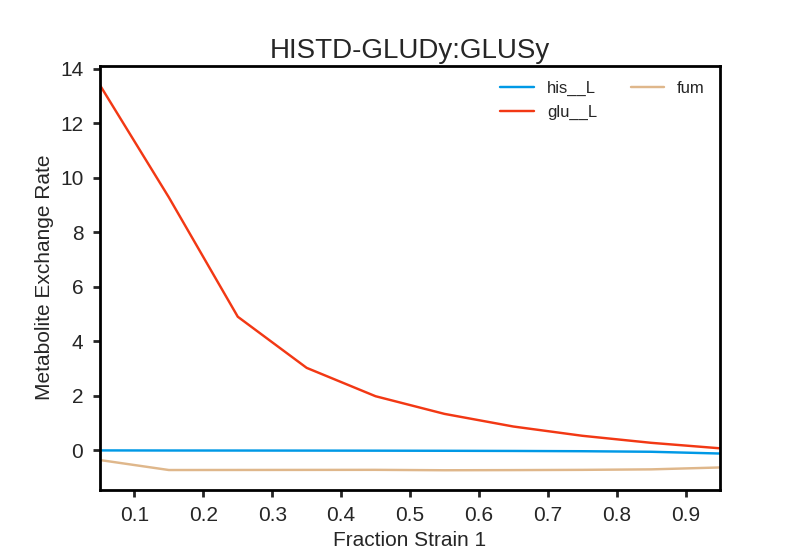 HISTD-GLUDy:GLUSy
his__L
fum
glu__L
Metabolite Exchange Rate
14
12
10
8
6
4
2
0
0.1 0.2 0.3 0.4 0.5 0.6 0.7 0.8 0.9
Fraction Strain 1